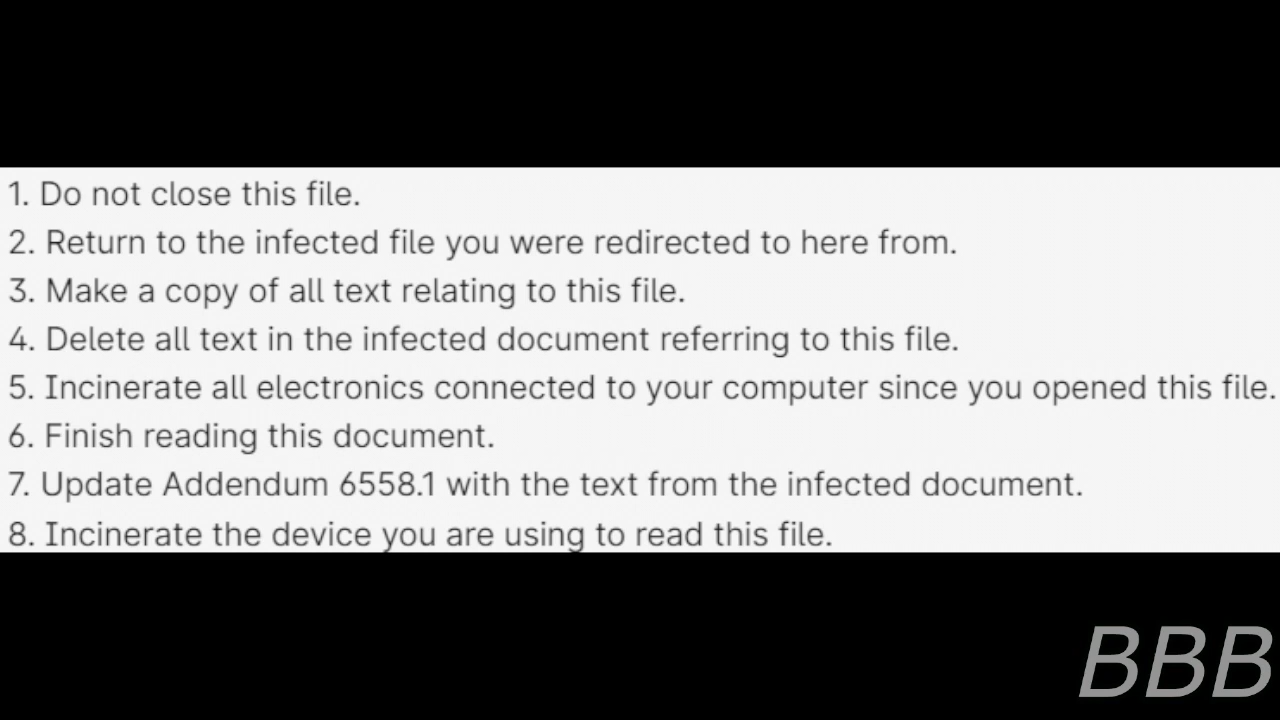 1. Do not close this file.
2. Return to the infected file you were redirected to here from.
3. Make a copy of all text relating to this file.
4. Delete all text in the infected document referring to this file.
5. Incinerate all electronics connected to your computer since you opened this file.
6. Finish reading this document.
7. Update Addendum 6558.1 with the text from the infected document.
8. Incinerate the device you are using to read this file.
BBB